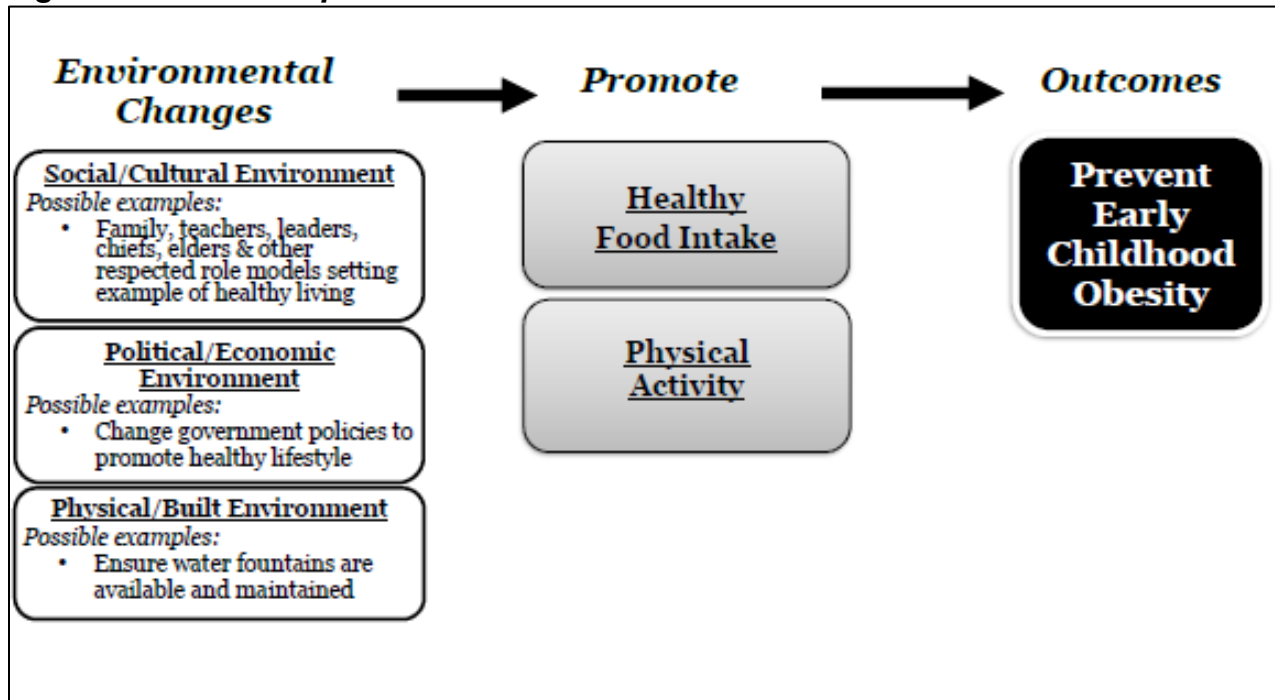 Environmental
Changes
Promote
Outcomes
Social/Cultural Environment
Possible examples:
• Family, teachers, leaders,
chiefs, elders & other
respected role models setting
example of healthy living
Political/Economic
Environment
Possible examples:
• Change government policies to
promote healthy lifestyle
Physical/Built Environment
Possible examples:
• Ensure water fountains are
available and maintained
Healthy
Food Intake
Physical
Activity
Prevent
Early
Childhood
Obesity